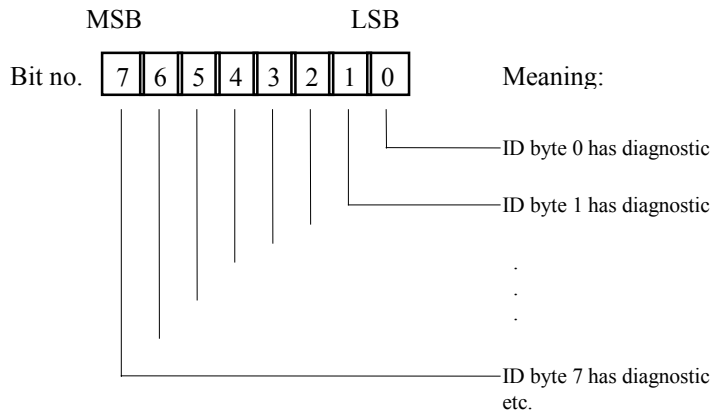 MSB LSB
Bit no. 7 6 5 4 3 2 1 0 Meaning:
ID byte 0 has diagnostic
ID byte 1 has diagnostic
.
.
.
ID byte 7 has diagnostic
etc.